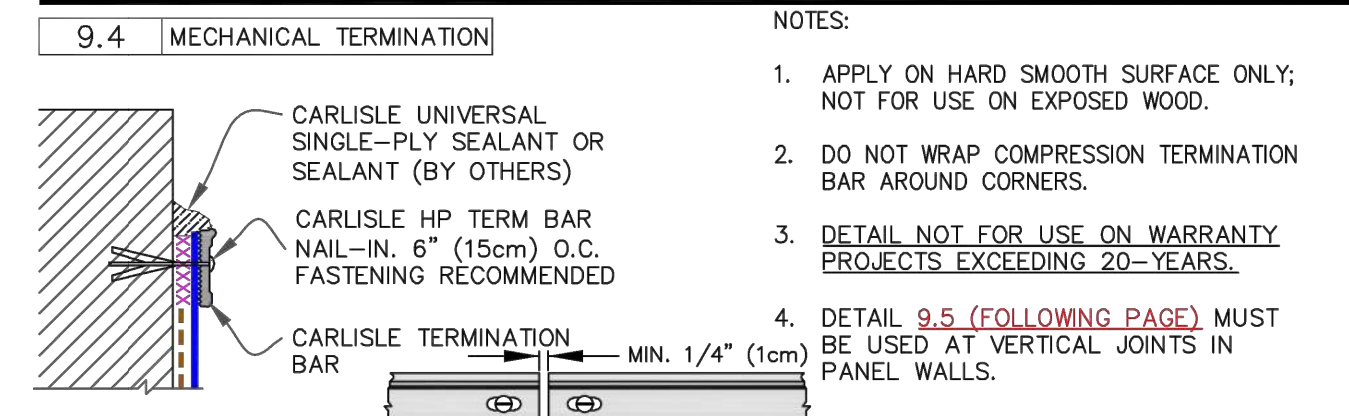 9.4 MECHANICAL TERMINATION
CARLISLE UNIVERSAL
SINGLE-PLY SEALANT OR
SEALANT (BY OTHERS)
CARLISLE HP TERM BAR
NAIL-IN. 6" (15cm) O.C.
FASTENING RECOMMENDED
CARLISLE TERMINATION
BAR
MIN. 1/4" (1cm)
NOTES:
1. APPLY ON HARD SMOOTH SURFACE ONLY;
NOT FOR USE ON EXPOSED WOOD.
2. DO NOT WRAP COMPRESSION TERMINATION
BAR AROUND CORNERS.
3. DETAIL NOT FOR USE ON WARRANTY
PROJECTS EXCEEDING 20-YEARS.
4. DETAIL 9.5 (FOLLOWING PAGE) MUST
BE USED AT VERTICAL JOINTS IN
PANEL WALLS.